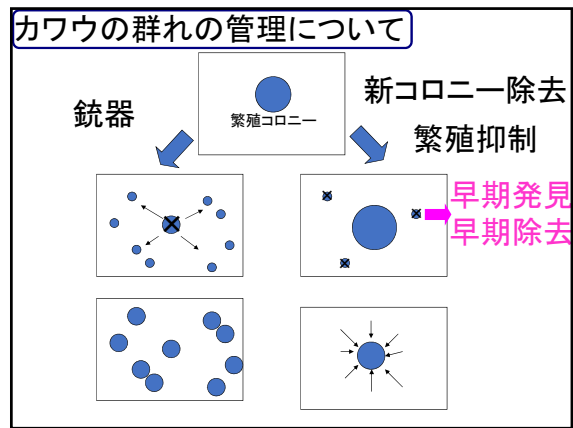 カワウの群れの管理について
繁殖コロニー
銃器
新コロニー除去
繁殖抑制
早期発見
早期除去